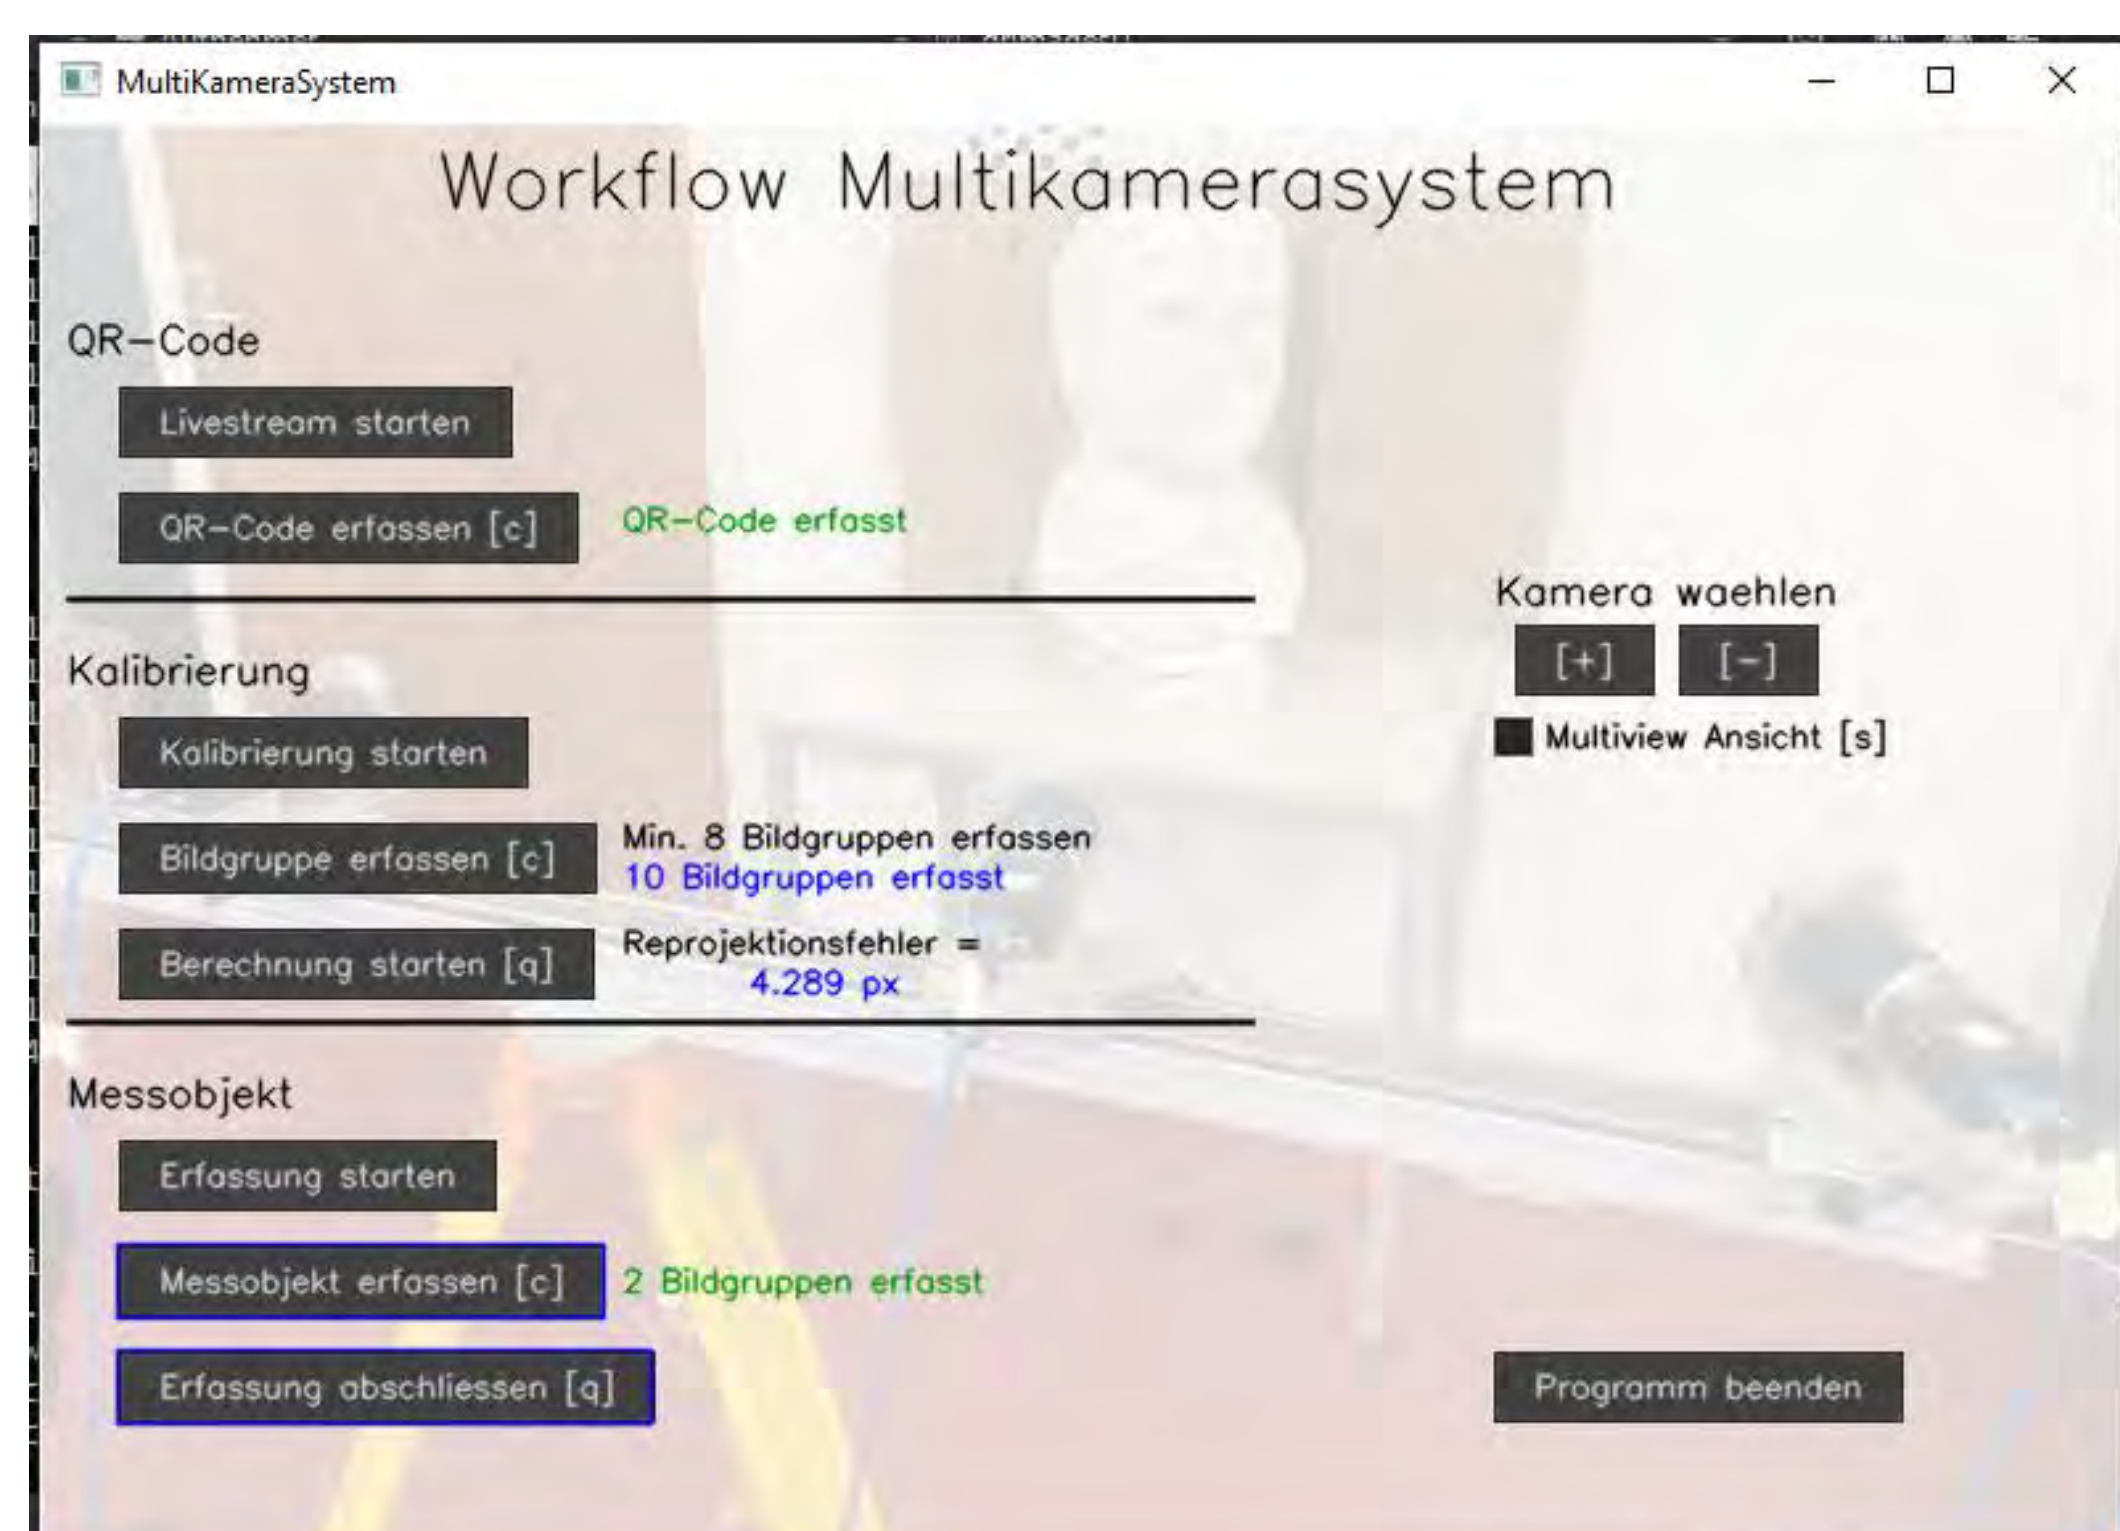 MultiKameraSystem
Workflow Multikamerasystem
QR-Code
Livestream starten
QR-Code erfassen [c]
QR-Code erfasst
Kalibrierung
Kalibrierung starten
Bildgruppe erfassen [c]
Min. 8 Bildgruppen erfassen
10 Bildgruppen erfasst
Berechnung starten [q]
Reprojektionsfehler =
4.289 px
Messobjekt
Erfassung starten
Messobjekt erfassen [c]
2 Bildgruppen erfasst
Erfassung abschliessen [q]
Kamera waehlen
[+] [-]
Multiview Ansicht [s]
Programm beenden